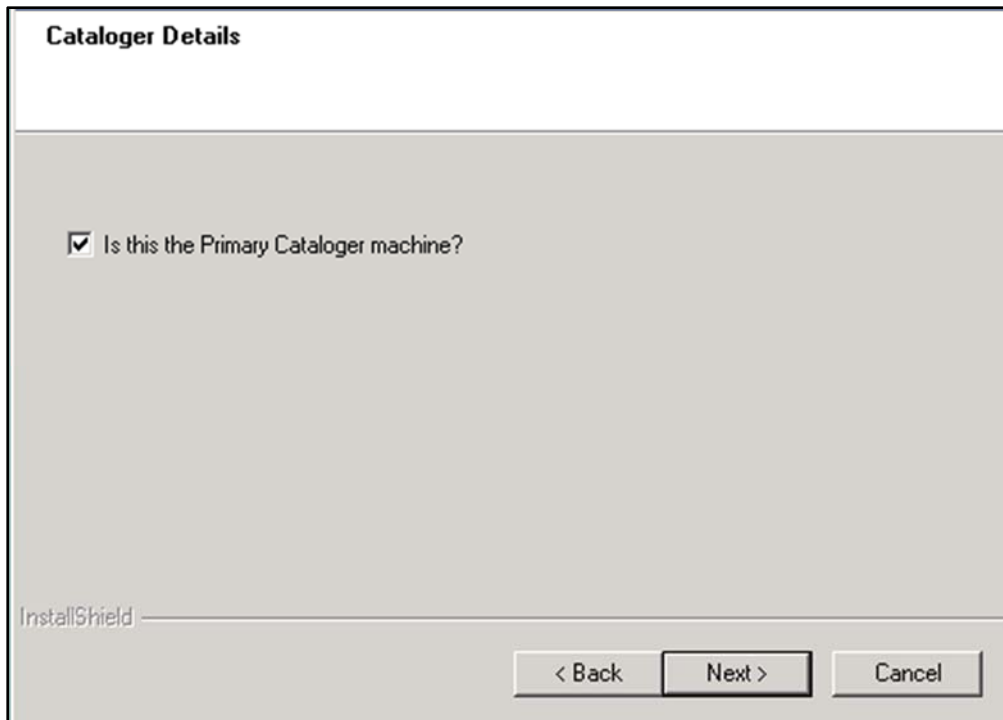 Cataloger Details
Is this the Primary Cataloger machine?
InstallShield
< Back
Next >
Cancel